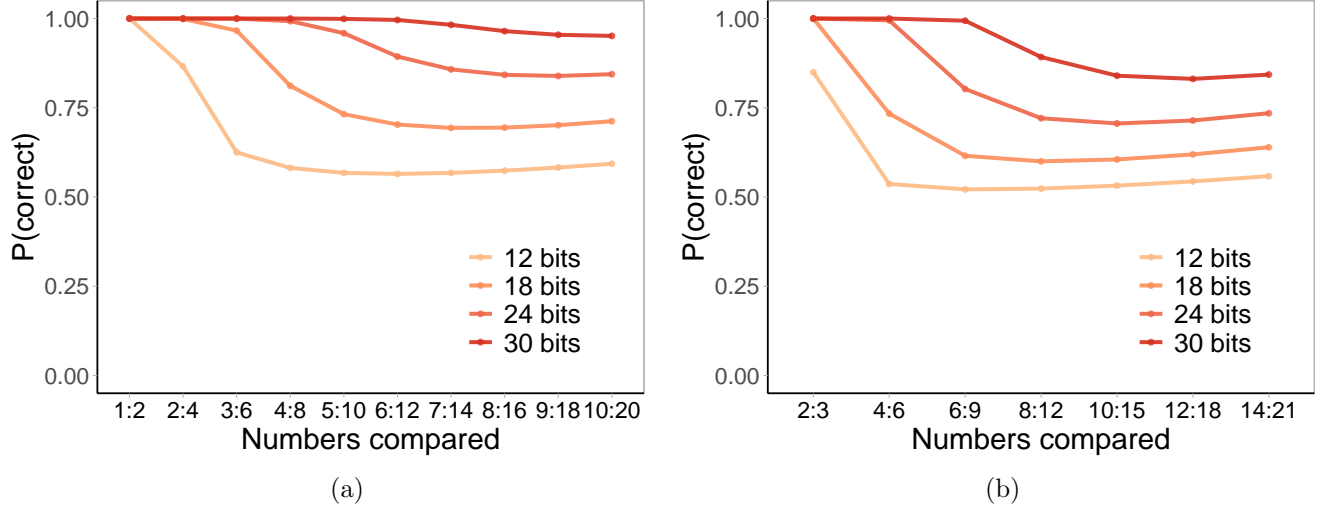 1.00
0.75
0.50
0.25
0.00
P(correct)
12 bits
18 bits
24 bits
30 bits
1:2 2:4 3:6 4:8 5:10 6:12 7:14 8:16 9:18 10:20
Numbers compared
(a)
1.00
0.75
0.50
0.25
0.00
P(correct)
12 bits
18 bits
24 bits
30 bits
2:3 4:6 6:9 8:12 10:15 12:18 14:21
Numbers compared
(b)